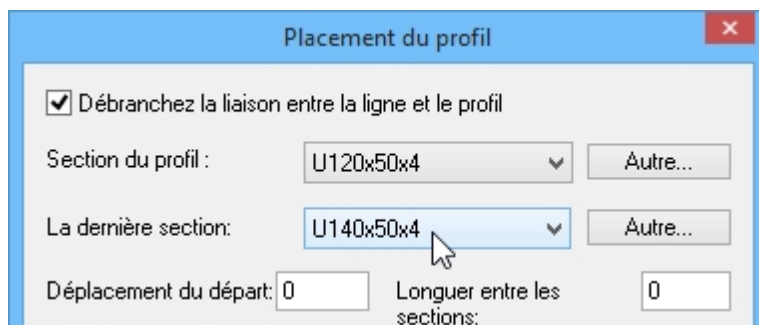 Placement du profil
Débranchez la liaison entre la ligne et le profil
Section du profil : U120x50x4 Autre...
La dernière section: U140x50x4 Autre...
Déplacement du départ: 0 Longuer entre les sections: 0